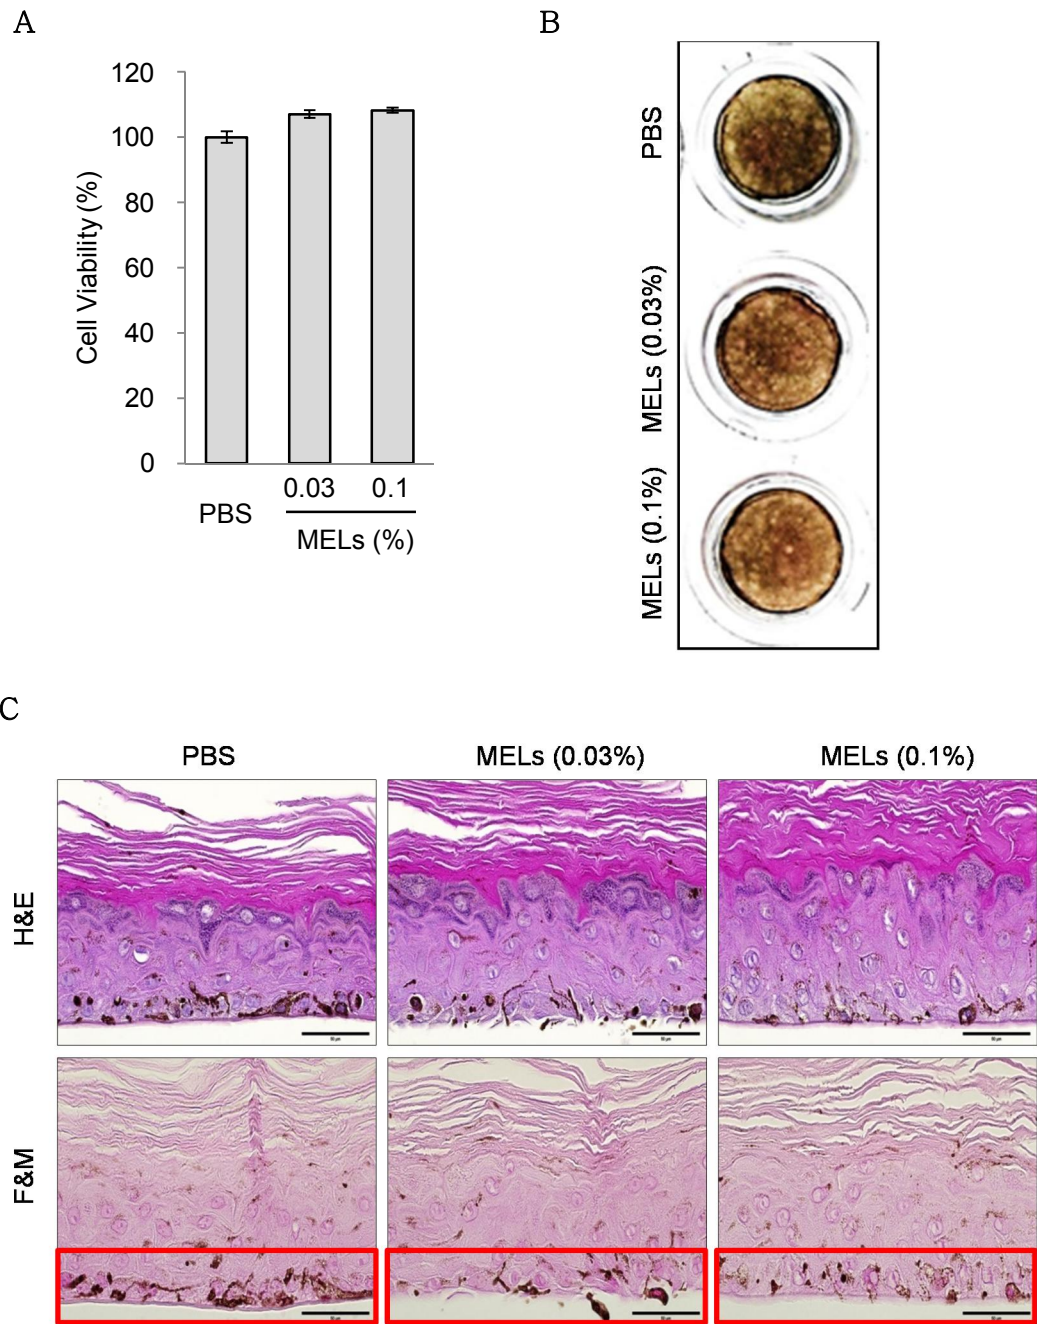 A
B
120
100
80
60
40
20
0
Cell Viability (%)
0.03
0.1
PBS
MELs (%)
PBS
MELs (0.03%)
MELs (0.1%)
C
PBS
MELs (0.03%)
MELs (0.1%)
H&E
F&M